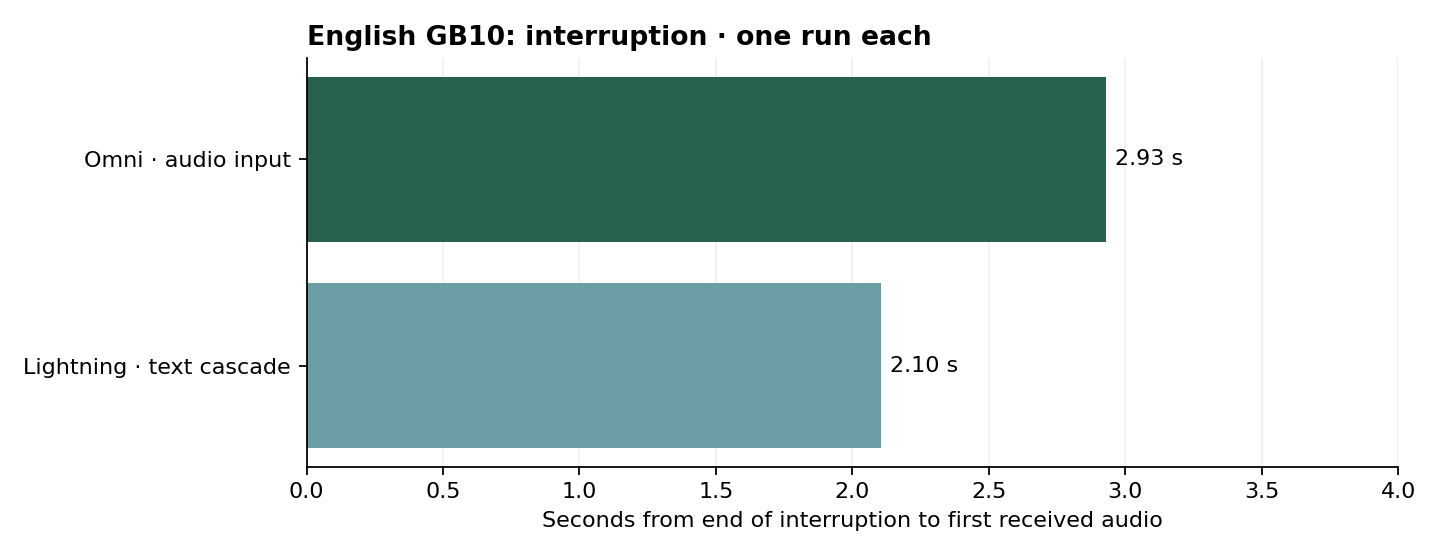 English GB10: interruption · one run each
Omni · audio input
2.93 s
Lightning · text cascade
2.10 s
0.0 0.5 1.0 1.5 2.0 2.5 3.0 3.5 4.0
Seconds from end of interruption to first received audio